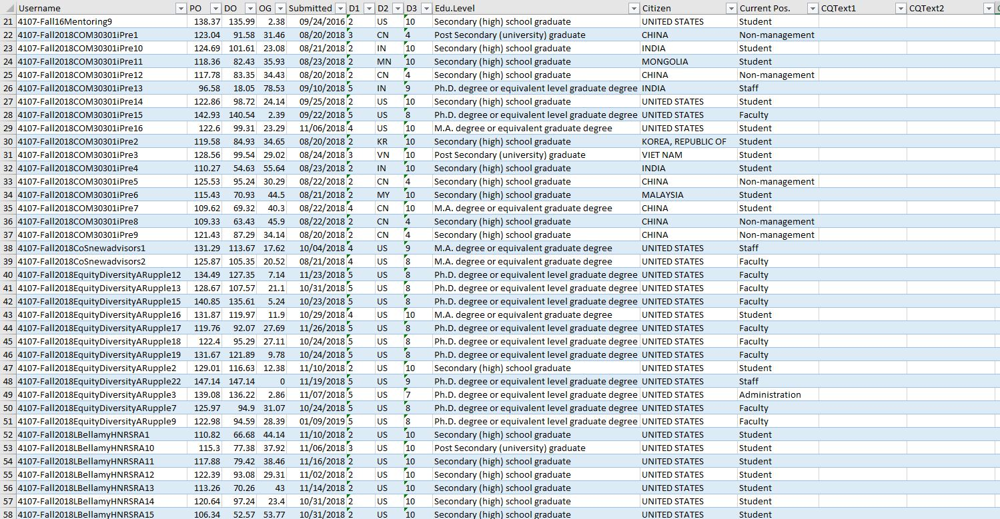 Username PO DO OG Submitted D1 D2 D3 Edu.Level Citizen Current Pos. CQText1 CQText2
21 4107-Fall16Mentoring9 138.37 135.99 2.38 09/24/2016 2 US 10 Secondary (high) school graduate UNITED STATES Student
22 4107-Fall2018COM30301iPre1 123.04 91.58 31.46 08/20/2018 3 CN 4 Post Secondary (university) graduate CHINA Non-management
23 4107-Fall2018COM30301iPre10 124.69 101.61 23.08 08/21/2018 2 IN 10 Secondary (high) school graduate INDIA Student
24 4107-Fall2018COM30301iPre11 118.36 82.43 35.93 08/23/2018 2 MN 10 Secondary (high) school graduate MONGOLIA Student
25 4107-Fall2018COM30301iPre12 117.78 83.35 34.43 08/20/2018 2 CN 4 Secondary (high) school graduate CHINA Non-management
26 4107-Fall2018COM30301iPre13 96.58 18.05 78.53 09/10/2018 5 IN 9 Ph.D. degree or equivalent level graduate degree INDIA Staff
27 4107-Fall2018COM30301iPre14 122.86 98.72 24.14 09/25/2018 2 US 10 Secondary (high) school graduate UNITED STATES Student
28 4107-Fall2018COM30301iPre15 142.93 140.54 2.39 09/22/2018 5 US 8 Ph.D. degree or equivalent level graduate degree UNITED STATES Faculty
29 4107-Fall2018COM30301iPre16 122.6 99.31 23.29 11/06/2018 4 US 10 M.A. degree or equivalent graduate degree UNITED STATES Student
30 4107-Fall2018COM30301iPre2 119.58 84.93 34.65 08/20/2018 2 KR 10 Secondary (high) school graduate KOREA, REPUBLIC OF Student
31 4107-Fall2018COM30301iPre3 128.56 99.54 29.02 08/24/2018 3 VN 10 Post Secondary (university) graduate VIET NAM Student
32 4107-Fall2018COM30301iPre4 110.27 54.63 55.64 08/23/2018 2 IN 10 Secondary (high) school graduate INDIA Student
33 4107-Fall2018COM30301iPre5 125.53 95.24 30.29 08/22/2018 2 CN 4 Secondary (high) school graduate CHINA Non-management
34 4107-Fall2018COM30301iPre6 115.43 70.93 44.5 08/21/2018 2 MY 10 Secondary (high) school graduate MALAYSIA Student
35 4107-Fall2018COM30301iPre7 109.62 69.32 40.3 08/22/2018 4 CN 10 M.A. degree or equivalent graduate degree CHINA Student
36 4107-Fall2018COM30301iPre8 109.33 63.43 45.9 08/22/2018 2 CN 4 Secondary (high) school graduate CHINA Non-management
37 4107-Fall2018COM30301iPre9 121.43 87.29 34.14 08/20/2018 2 CN 4 Secondary (high) school graduate CHINA Non-management
38 4107-Fall2018CoSnewadvisors1 131.29 113.67 17.62 10/04/2018 4 US 9 M.A. degree or equivalent graduate degree UNITED STATES Staff
39 4107-Fall2018CoSnewadvisors2 125.87 105.35 20.52 08/21/2018 4 US 8 M.A. degree or equivalent graduate degree UNITED STATES Faculty
40 4107-Fall2018EquityDiversityARupple12 134.49 127.35 7.14 11/23/2018 5 US 8 Ph.D. degree or equivalent level graduate degree UNITED STATES Faculty
41 4107-Fall2018EquityDiversityARupple13 128.67 107.57 21.1 10/31/2018 5 US 8 Ph.D. degree or equivalent level graduate degree UNITED STATES Faculty
42 4107-Fall2018EquityDiversityARupple15 140.85 135.61 5.24 10/23/2018 5 US 8 Ph.D. degree or equivalent level graduate degree UNITED STATES Faculty
43 4107-Fall2018EquityDiversityARupple16 131.87 119.97 11.9 10/29/2018 4 US 10 M.A. degree or equivalent graduate degree UNITED STATES Student
44 4107-Fall2018EquityDiversityARupple17 119.76 92.07 27.69 11/26/2018 5 US 8 Ph.D. degree or equivalent level graduate degree UNITED STATES Faculty
45 4107-Fall2018EquityDiversityARupple18 122.4 95.29 27.11 10/24/2018 5 US 8 Ph.D. degree or equivalent level graduate degree UNITED STATES Faculty
46 4107-Fall2018EquityDiversityARupple19 131.67 121.89 9.78 10/24/2018 5 US 8 Ph.D. degree or equivalent level graduate degree UNITED STATES Faculty
47 4107-Fall2018EquityDiversityARupple2 129.01 116.63 12.38 11/10/2018 2 US 10 Secondary (high) school graduate UNITED STATES Student
48 4107-Fall2018EquityDiversityARupple22 147.14 147.14 0 11/19/2018 5 US 9 Ph.D. degree or equivalent level graduate degree UNITED STATES Staff
49 4107-Fall2018EquityDiversityARupple3 139.08 136.22 2.86 11/07/2018 5 US 7 Ph.D. degree or equivalent level graduate degree UNITED STATES Administration
50 4107-Fall2018EquityDiversityARupple7 125.97 94.9 31.07 10/24/2018 5 US 8 Ph.D. degree or equivalent level graduate degree UNITED STATES Faculty
51 4107-Fall2018EquityDiversityARupple9 122.98 94.59 28.39 01/09/2019 5 US 8 Ph.D. degree or equivalent level graduate degree UNITED STATES Faculty
52 4107-Fall2018LBellamyHNRSRA1 110.82 66.68 44.14 11/10/2018 2 US 10 Secondary (high) school graduate UNITED STATES Student
53 4107-Fall2018LBellamyHNRSRA10 115.3 77.38 37.92 11/06/2018 3 US 10 Post Secondary (university) graduate UNITED STATES Student
54 4107-Fall2018LBellamyHNRSRA11 117.88 79.42 38.46 11/16/2018 2 US 10 Secondary (high) school graduate UNITED STATES Student
55 4107-Fall2018LBellamyHNRSRA12 122.39 93.08 29.31 11/02/2018 2 US 10 Secondary (high) school graduate UNITED STATES Student
56 4107-Fall2018LBellamyHNRSRA13 113.26 70.26 43 11/14/2018 2 US 10 Secondary (high) school graduate UNITED STATES Student
57 4107-Fall2018LBellamyHNRSRA14 120.64 97.24 23.4 10/31/2018 2 US 10 Secondary (high) school graduate UNITED STATES Student
58 4107-Fall2018LBellamyHNRSRA15 106.34 52.57 53.77 10/31/2018 2 US 10 Secondary (high) school graduate UNITED STATES Student